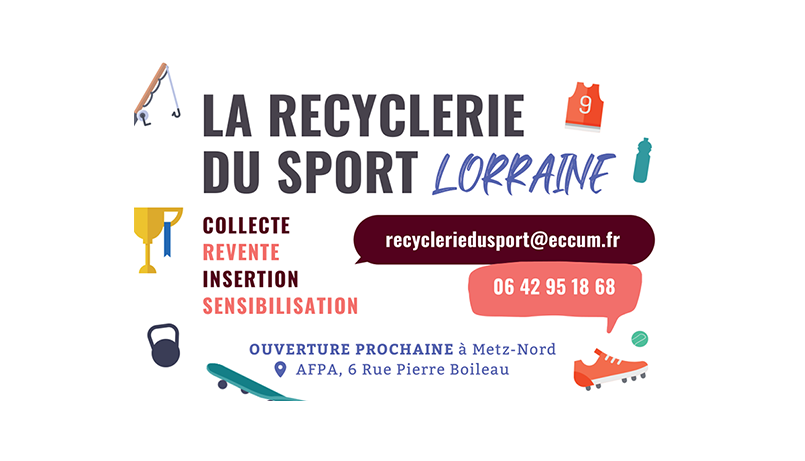 LA RECYCLERIE
DU SPORT LORRAINE
COLLECTE
REVENTE
INSERTION
SENSIBILISATION
recycleriedusport@eccum.fr
06 42 95 18 68
OUVERTURE PROCHAINE à Metz-Nord
AFPA, 6 Rue Pierre Boileau
9